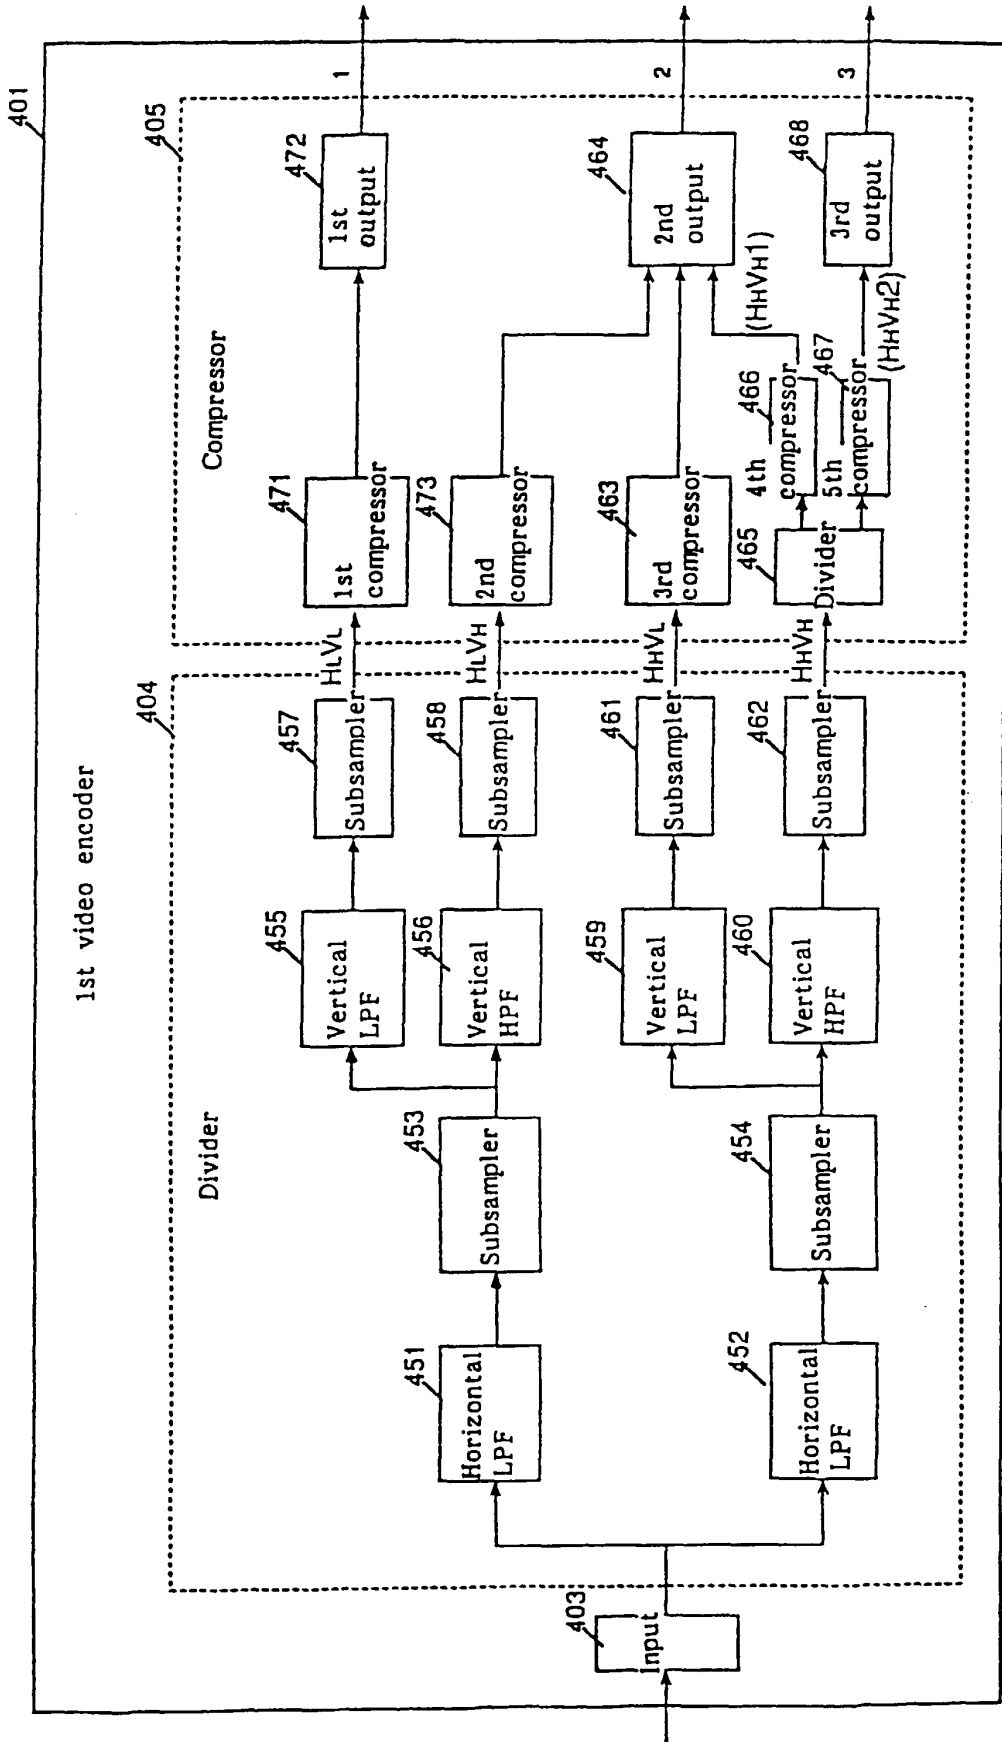 401
1st video encoder
404
Divider
405
Compressor
403
Input
451
Horizontal
LPF
453
Subsampler
455
Vertical
LPF
456
Vertical
HPF
457
Subsampler
458
Subsampler
HLVL
HLVH
452
Horizontal
LPF
454
Subsampler
459
Vertical
LPF
460
Vertical
HPF
461
Subsampler
462
Subsampler
HHVL
HHVH
471
1st
compressor
473
2nd
compressor
463
3rd
compressor
465
Divider
4th 466
compressor
5th 467
compressor
(HHVH1)
(HHVH2)
472
1st
output
1
464
2nd
output
2
468
3rd
output
3